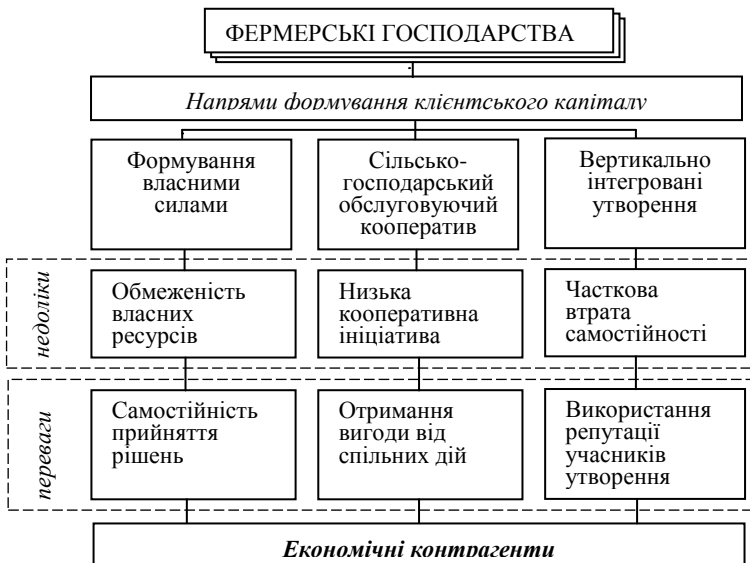 ФЕРМЕРСЬКІ ГОСПОДАРСТВА
Напрями формування клієнтського капіталу
Формування
власними
силами
Сільсько-
господарський
обслуговуючий
кооператив
Вертикально
інтегровані
утворення
недоліки
Обмеженість
власних
ресурсів
Низька
кооперативна
ініціатива
Часткова
втрата
самостійності
переваги
Самостійність
прийняття
рішень
Отримання
вигоди від
спільних дій
Використання
репутації
учасників
утворення
Економічні контрагенти